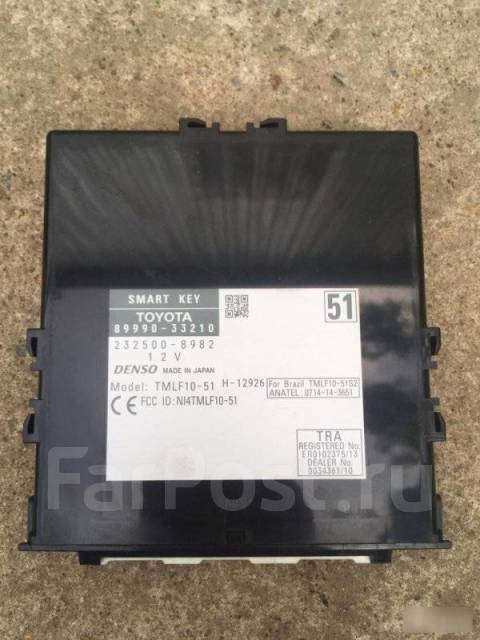 SMART KEY
51
TOYOTA
89990-33210
232500-8982
12V
DENSO MADE IN JAPAN
Model: TMLF10-51 H-12926
For Brazil TMLF10-51S2
ANATEL :0714-14-3651
CE FCC ID:NI4TMLF10-51
TRA
REGISTERED No:
ER0102375/13
DEALER No:
0034361/10
FarPost.ru